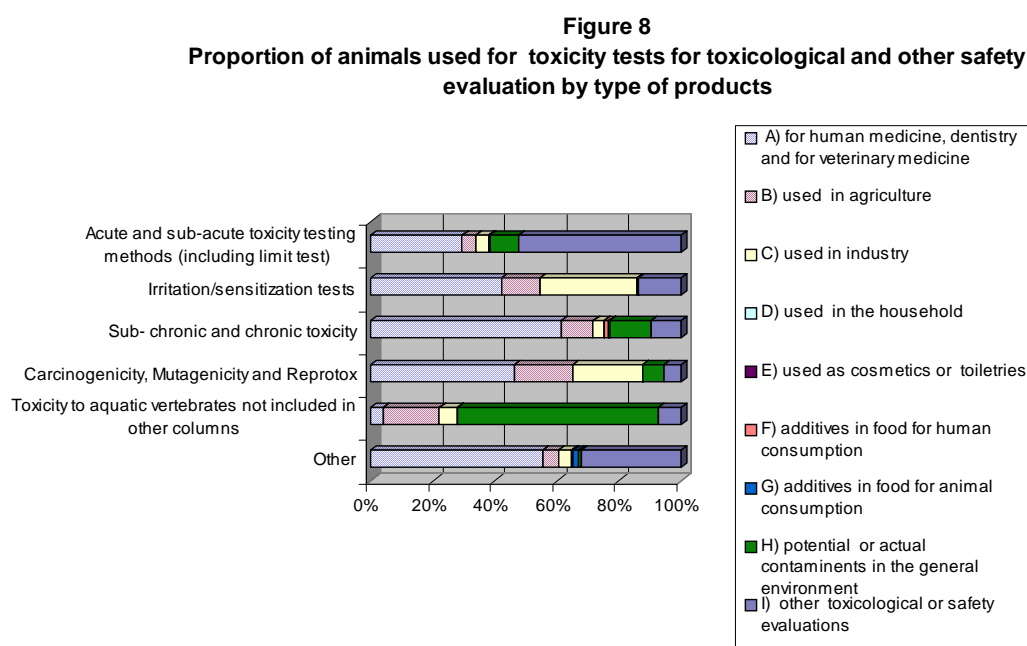 Figure 8
Proportion of animals used for toxicity tests for toxicological and other safety
evaluation by type of products
Acute and sub-acute toxicity testing
methods (including limit test)
Irritation/sensitization tests
Sub- chronic and chronic toxicity
Carcinogenicity, Mutagenicity and Reprotox
Toxicity to aquatic vertebrates not included in
other columns
Other
0% 20% 40% 60% 80% 100%
A) for human medicine, dentistry
and for veterinary medicine
B) used in agriculture
C) used in industry
D) used in the household
E) used as cosmetics or toiletries
F) additives in food for human
consumption
G) additives in food for animal
consumption
H) potential or actual
contaminents in the general
environment
I) other toxicological or safety
evaluations